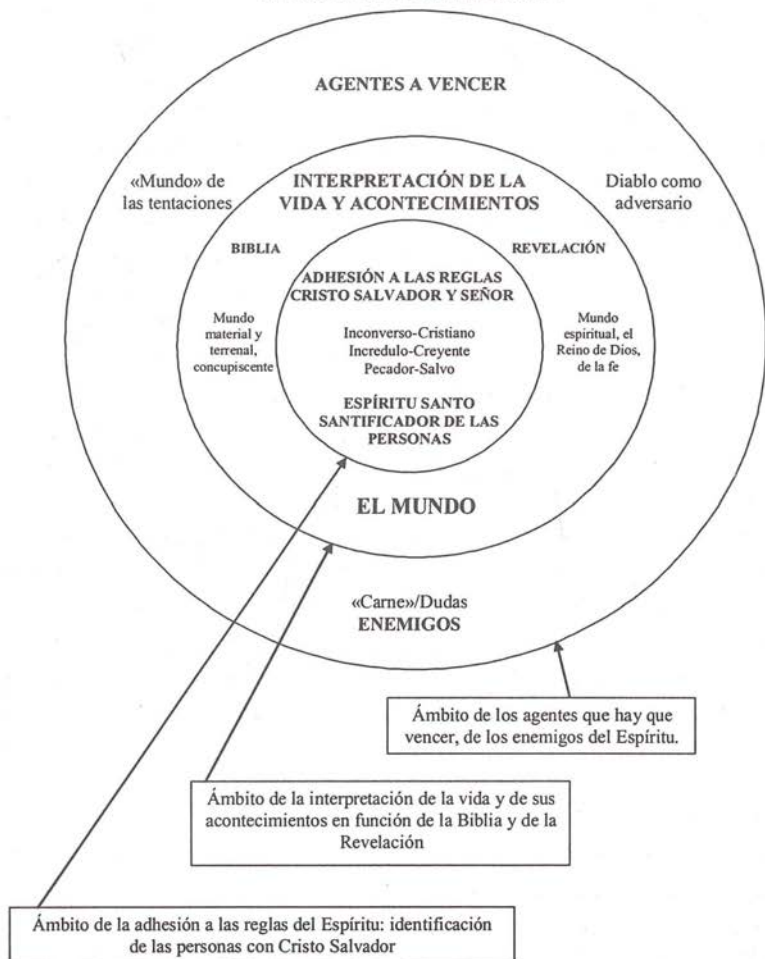 AGENTES A VENCER
«Mundo» de
las tentaciones
Diablo como
adversario
INTERPRETACIÓN DE LA
VIDA Y ACONTECIMIENTOS
BIBLIA
REVELACIÓN
ADHESIÓN A LAS REGLAS
CRISTO SALVADOR Y SEÑOR
Mundo
material y
terrenal,
concupiscente
Inconverso-Cristiano
Incredulo-Creyente
Pecador-Salvo
Mundo
espiritual, el
Reino de Dios,
de la fe
ESPÍRITU SANTO
SANTIFICADOR DE LAS
PERSONAS
EL MUNDO
«Carne»/Dudas
ENEMIGOS
Ámbito de los agentes que hay que
vencer, de los enemigos del Espíritu.
Ámbito de la interpretación de la vida y de sus
acontecimientos en función de la Biblia y de la
Revelación
Ámbito de la adhesión a las reglas del Espíritu: identificación
de las personas con Cristo Salvador